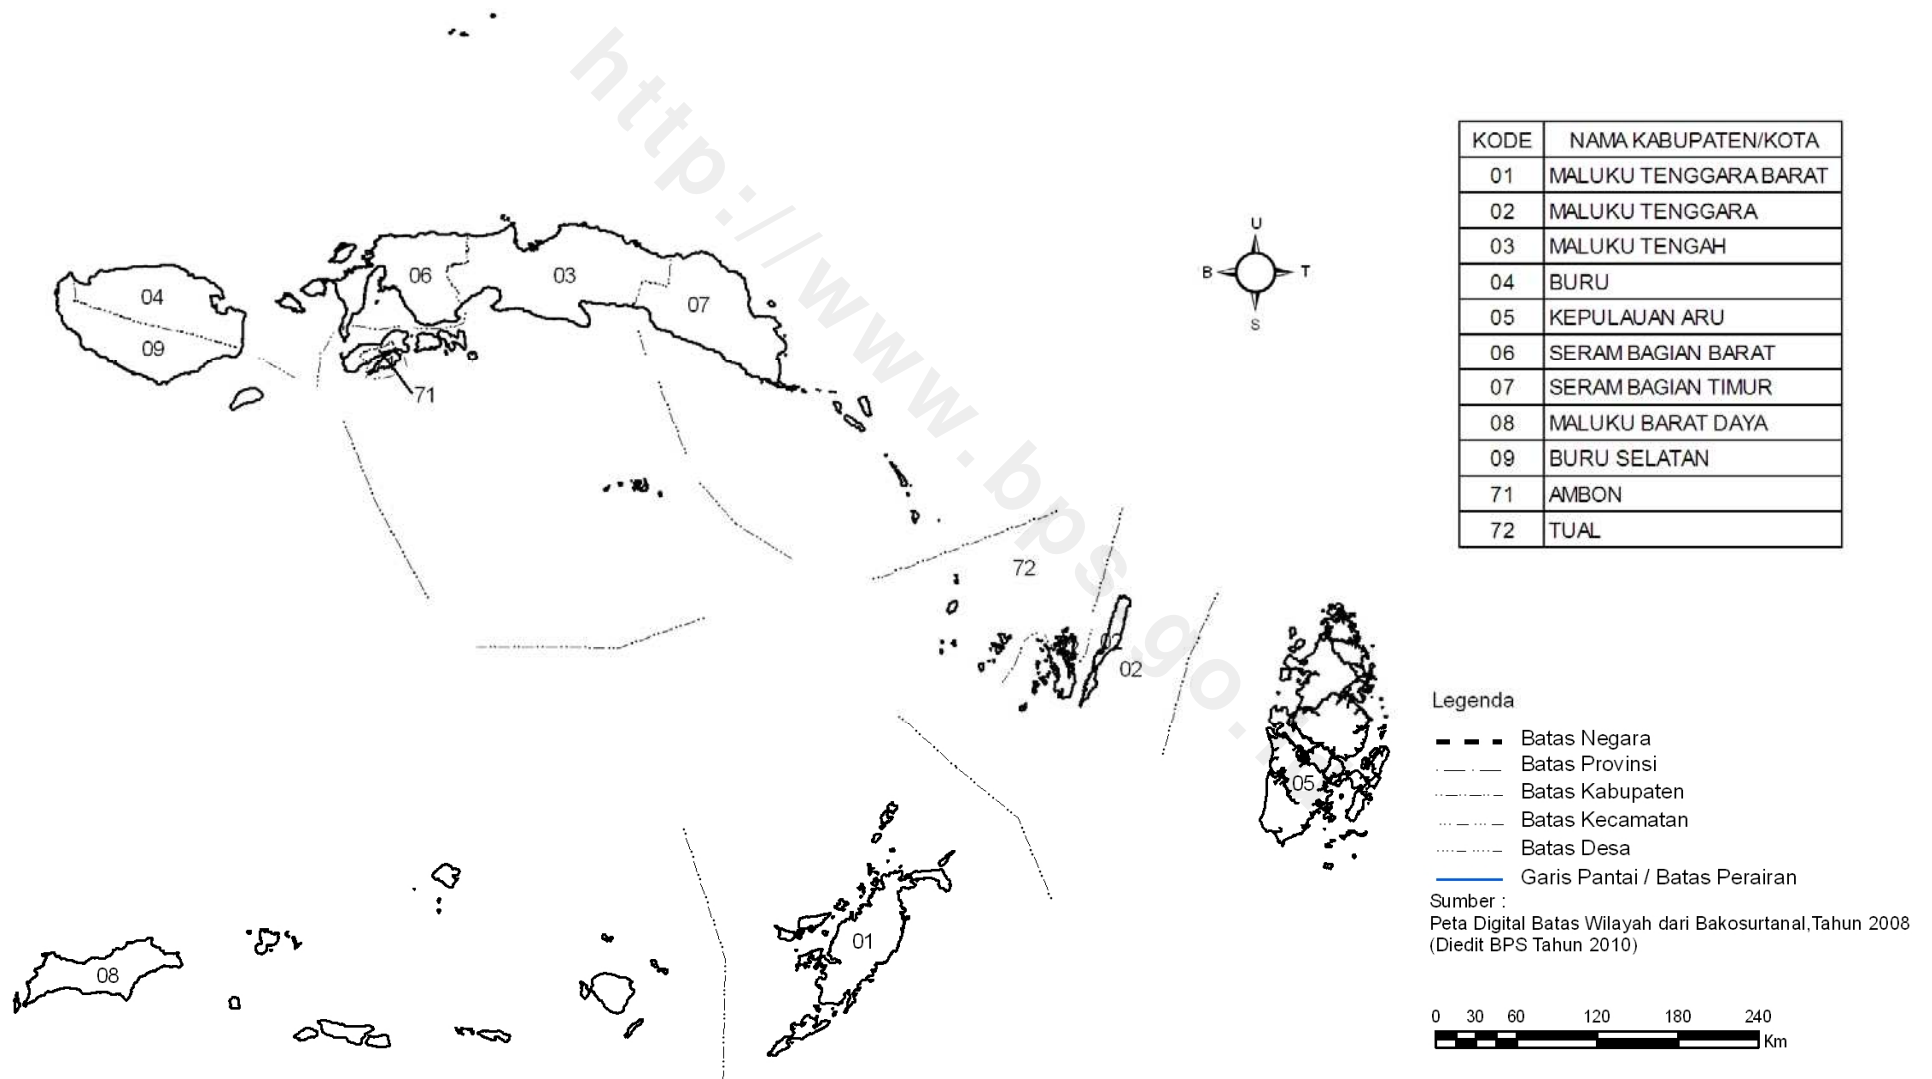 http://www.bps.go.
U
B
T
S
04
09
06
03
07
71
72
02
02
05
01
08
KODE NAMA KABUPATEN/KOTA
01 MALUKU TENGGARA BARAT
02 MALUKU TENGGARA
03 MALUKU TENGAH
04 BURU
05 KEPULAUAN ARU
06 SERAM BAGIAN BARAT
07 SERAM BAGIAN TIMUR
08 MALUKU BARAT DAYA
09 BURU SELATAN
71 AMBON
72 TUAL
Legenda
Batas Negara
Batas Provinsi
Batas Kabupaten
Batas Kecamatan
Batas Desa
Garis Pantai / Batas Perairan
Sumber :
Peta Digital Batas Wilayah dari Bakosurtanal,Tahun 2008
(Diedit BPS Tahun 2010)
0 30 60 120 180 240
Km